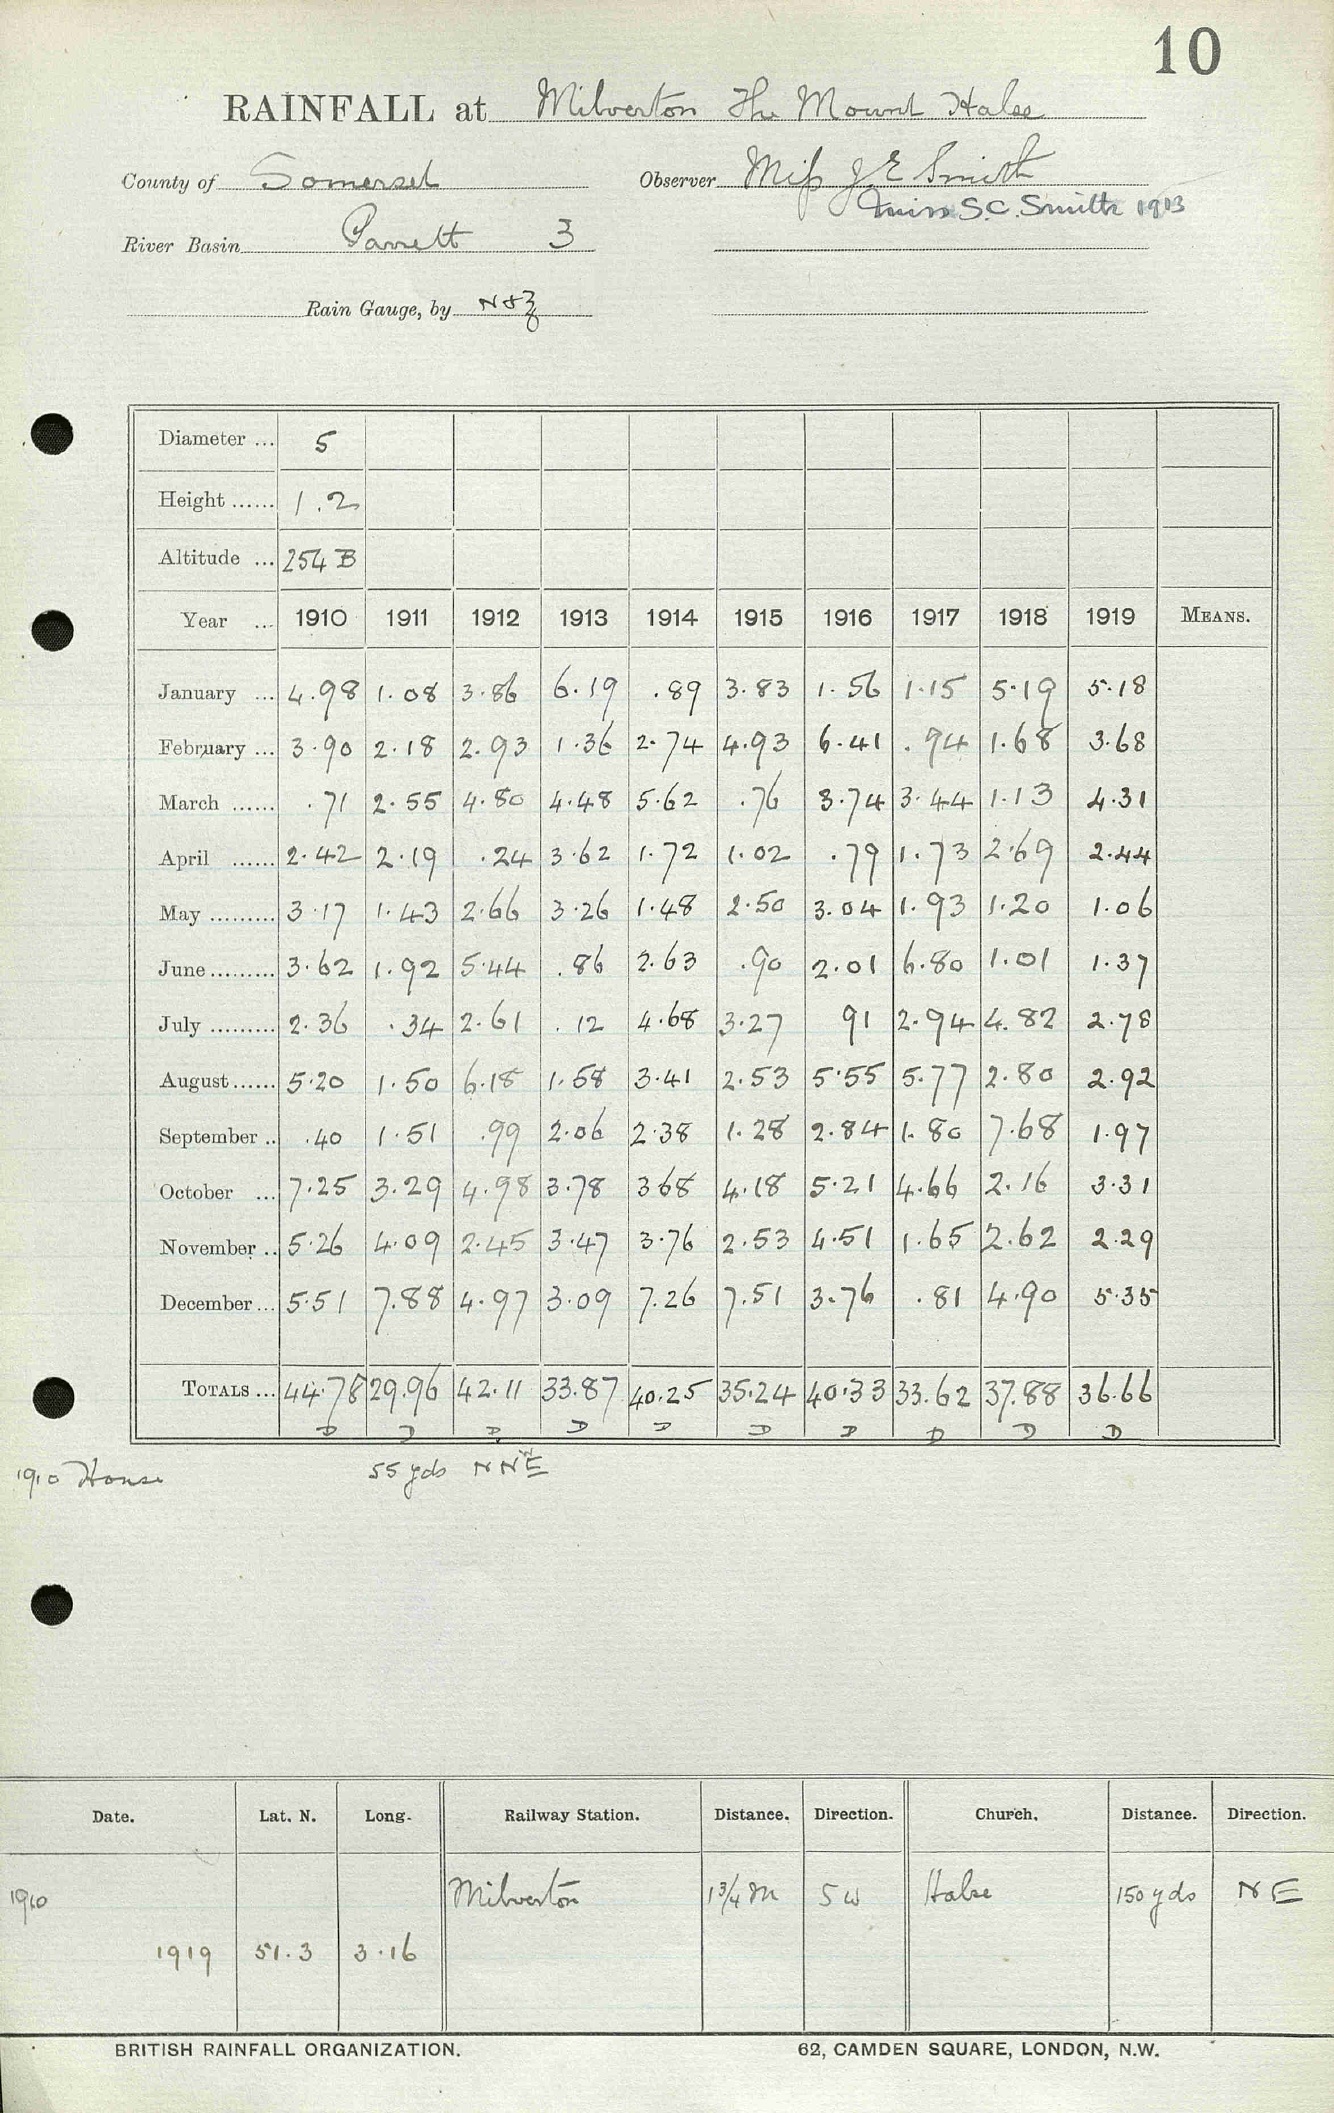 10
RAINFALL at Milverton The Mount Halse
County of Somerset Observer Miss J E Smith
Miss S.C. Smith 1913
River Basin Parrett 3
Rain Gauge, by N&Z
Diameter ... 5
Height ...... 1.2
Altitude ... 254 B
Year ... 1910 1911 1912 1913 1914 1915 1916 1917 1918 1919 MEANS.
January ... 4.98 1.08 3.86 6.19 .89 3.83 1.56 1.15 5.19 5.18
February ... 3.90 2.18 2.93 1.36 2.74 4.93 6.41 .94 1.68 3.68
March ...... .71 2.55 4.80 4.48 5.62 .76 3.74 3.44 1.13 4.31
April ...... 2.42 2.19 .24 3.62 1.72 1.02 .79 1.73 2.69 2.44
May ......... 3.17 1.43 2.66 3.26 1.48 2.50 3.04 1.93 1.20 1.06
June ......... 3.62 1.92 5.44 .86 2.63 .90 2.01 6.80 1.01 1.37
July ......... 2.36 .34 2.61 .12 4.68 3.27 91 2.94 4.82 2.78
August ...... 5.20 1.50 6.18 1.58 3.41 2.53 5.55 5.77 2.80 2.92
September .. .40 1.51 .99 2.06 2.38 1.28 2.84 1.80 7.68 1.97
October ... 7.25 3.29 4.98 3.78 368 4.18 5.21 4.66 2.16 3.31
November .. 5.26 4.09 2.45 3.47 3.76 2.53 4.51 1.65 2.62 2.29
December ... 5.51 7.88 4.97 3.09 7.26 7.51 3.76 .81 4.90 5.35
TOTALS ... 44.78 29.96 42.11 33.87 40.25 35.24 40.33 33.62 37.88 36.66
D D D D D D D D D D
1910 House 55 yds NNE
Date. Lat. N. Long. Railway Station. Distance. Direction. Church. Distance. Direction.
1910 Milverton 1 3/4 m SW Halse 150 yds NE
1919 51.3 3.16
BRITISH RAINFALL ORGANIZATION. 62, CAMDEN SQUARE, LONDON, N.W.